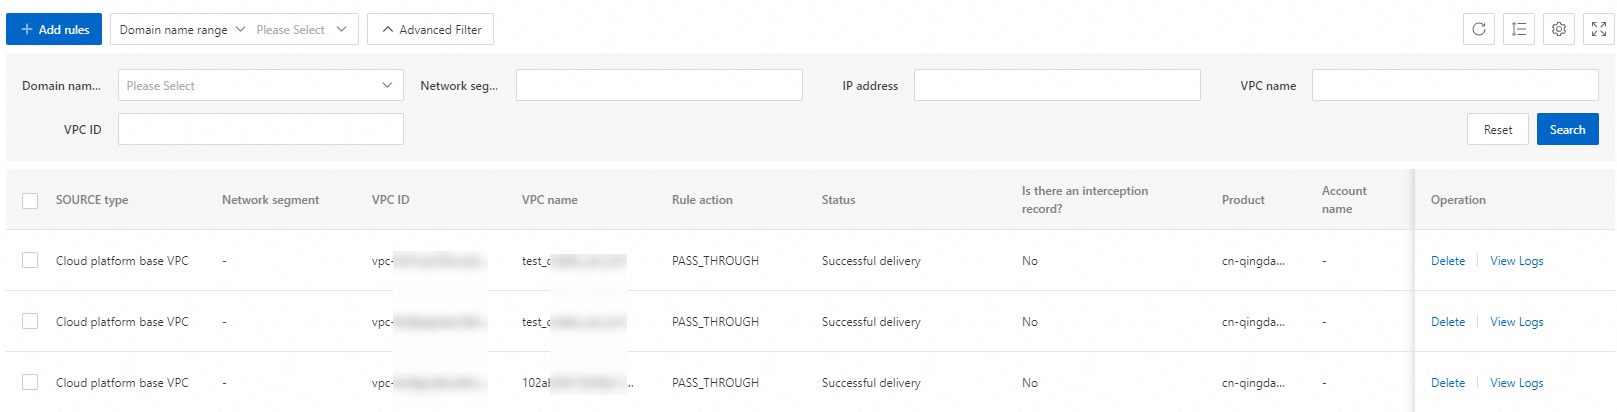 Add rules Domain name range Please Select Advanced Filter
Domain nam... Please Select Network seg... IP address VPC name
VPC ID Reset Search
SOURCE type Network segment VPC ID VPC name Rule action Status Is there an interception record? Product Account name Operation
Cloud platform base VPC - vpc- test_ PASS_THROUGH Successful delivery No cn-qingda... - Delete View Logs
Cloud platform base VPC - vpc- test_ PASS_THROUGH Successful delivery No cn-qingda... - Delete View Logs
Cloud platform base VPC - vpc- 102a PASS_THROUGH Successful delivery No cn-qingda... - Delete View Logs